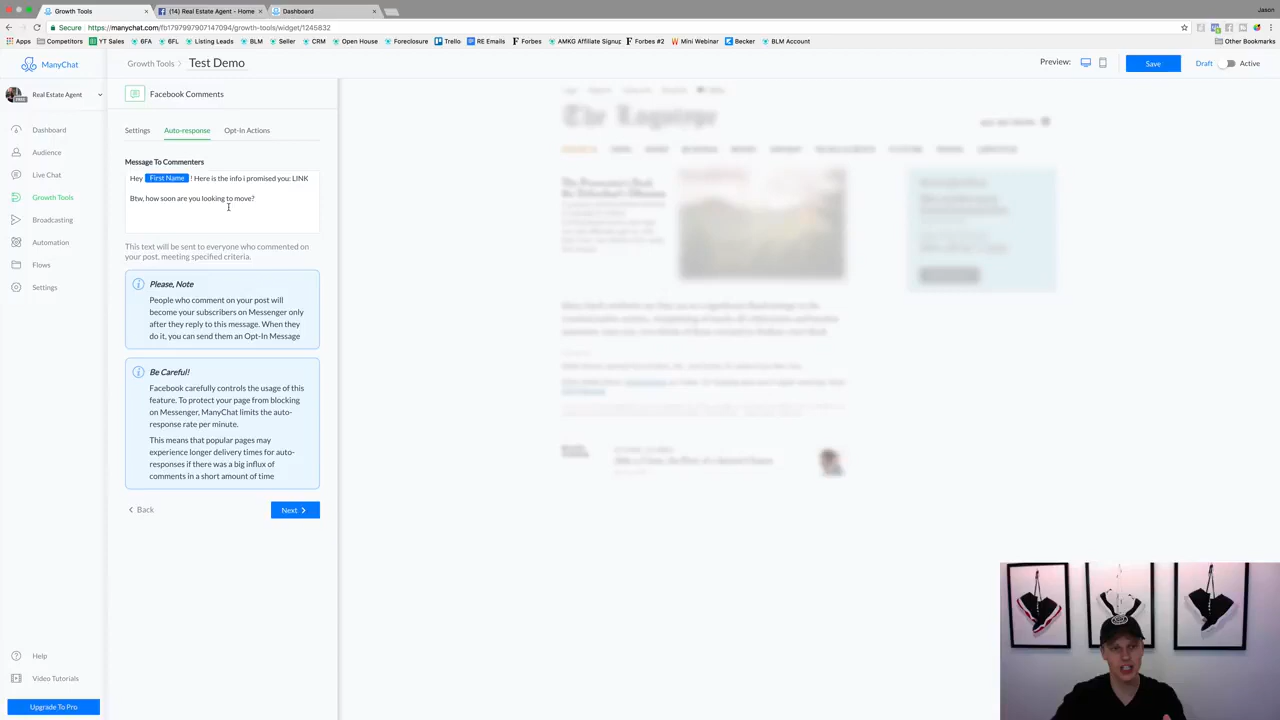 Growth Tools
(14) Real Estate Agent - Home
Dashboard
Jason
Secure https://manychat.com/fb1797997907147094/growth-tools/widget/1245832
Apps Competitors YT Sales 6FA 6FL Listing Leads BLM Seller CRM Open House Foreclosure Trello RE Emails Forbes AMKG Affiliate Signup Forbes #2 Mini Webinar Becker BLM Account Other Bookmarks
ManyChat
Growth Tools > Test Demo
Preview:
Save
Draft
Active
Real Estate Agent
FREE
Facebook Comments
Dashboard
Audience
Live Chat
Growth Tools
Broadcasting
Automation
Flows
Settings
Settings Auto-response Opt-In Actions
Message To Commenters
Hey First Name ! Here is the info i promised you: LINK
Btw, how soon are you looking to move?
This text will be sent to everyone who commented on
your post, meeting specified criteria.
Please, Note
People who comment on your post will
become your subscribers on Messenger only
after they reply to this message. When they
do it, you can send them an Opt-In Message
Be Careful!
Facebook carefully controls the usage of this
feature. To protect your page from blocking
on Messenger, ManyChat limits the auto-
response rate per minute.
This means that popular pages may
experience longer delivery times for auto-
responses if there was a big influx of
comments in a short amount of time
Back
Next
Help
Video Tutorials
Upgrade To Pro